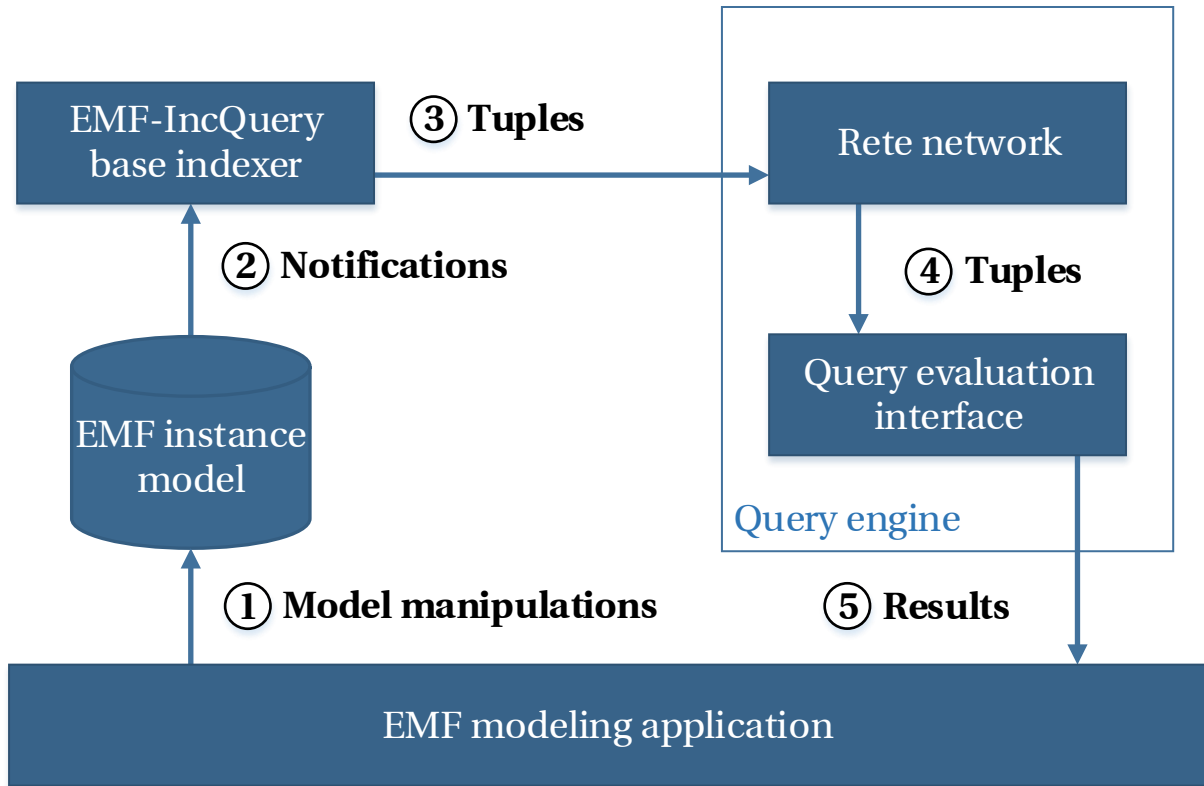 EMF-IncQuery
base indexer
③ Tuples
Rete network
② Notifications
④ Tuples
Query evaluation
interface
EMF instance
model
Query engine
① Model manipulations
⑤ Results
EMF modeling application